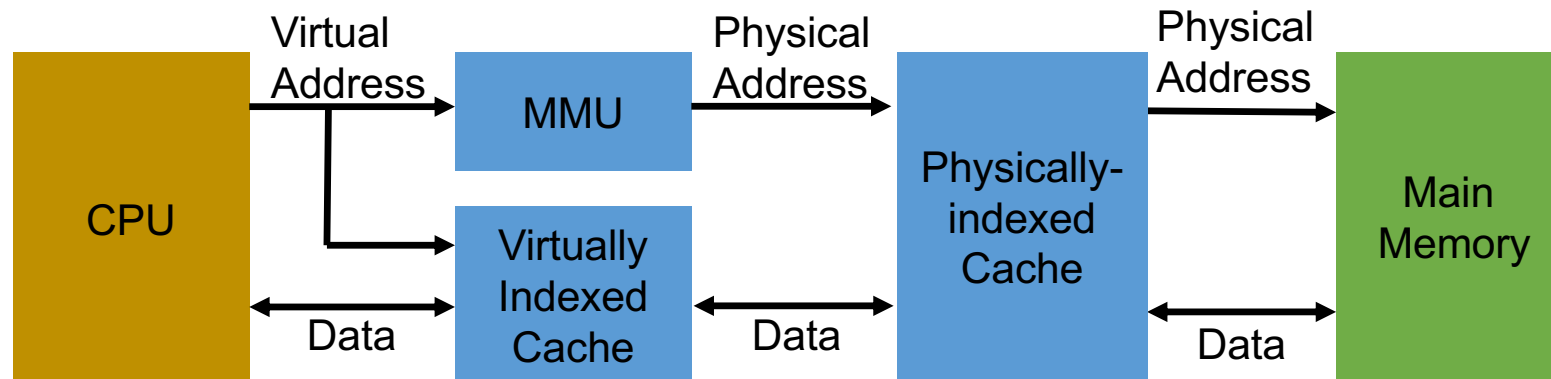 CPU
Virtual
Address
MMU
Virtually
Indexed
Cache
Data
Physical
Address
Data
Physically-
indexed
Cache
Physical
Address
Data
Main
Memory